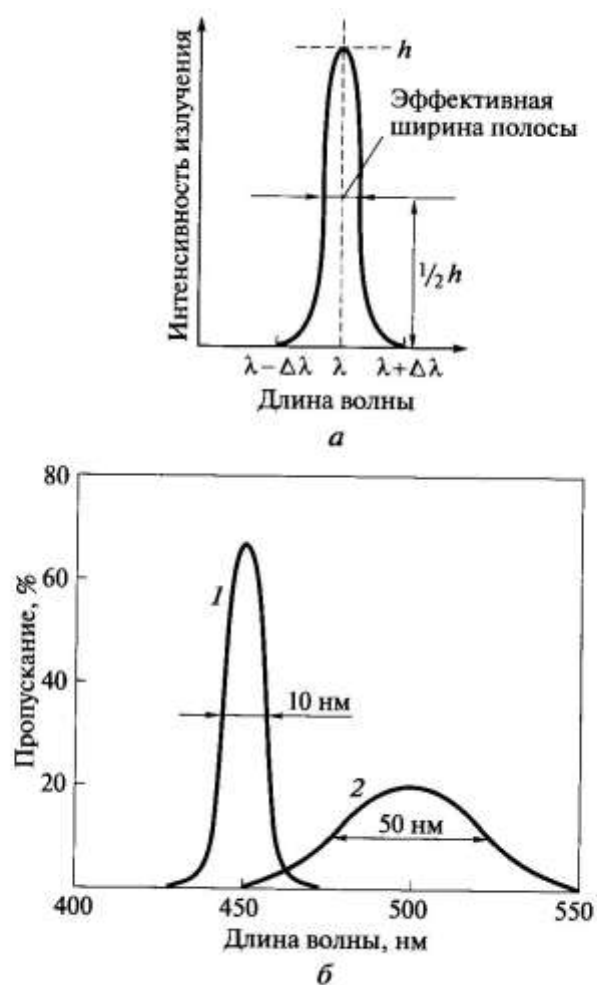 Интенсивность излучения
h
Эффективная
ширина полосы
1/2 h
λ−Δλ λ λ+Δλ
Длина волны
а
Пропускание, %
80
60
40
20
1
10 нм
2
50 нм
400 450 500 550
Длина волны, нм
б